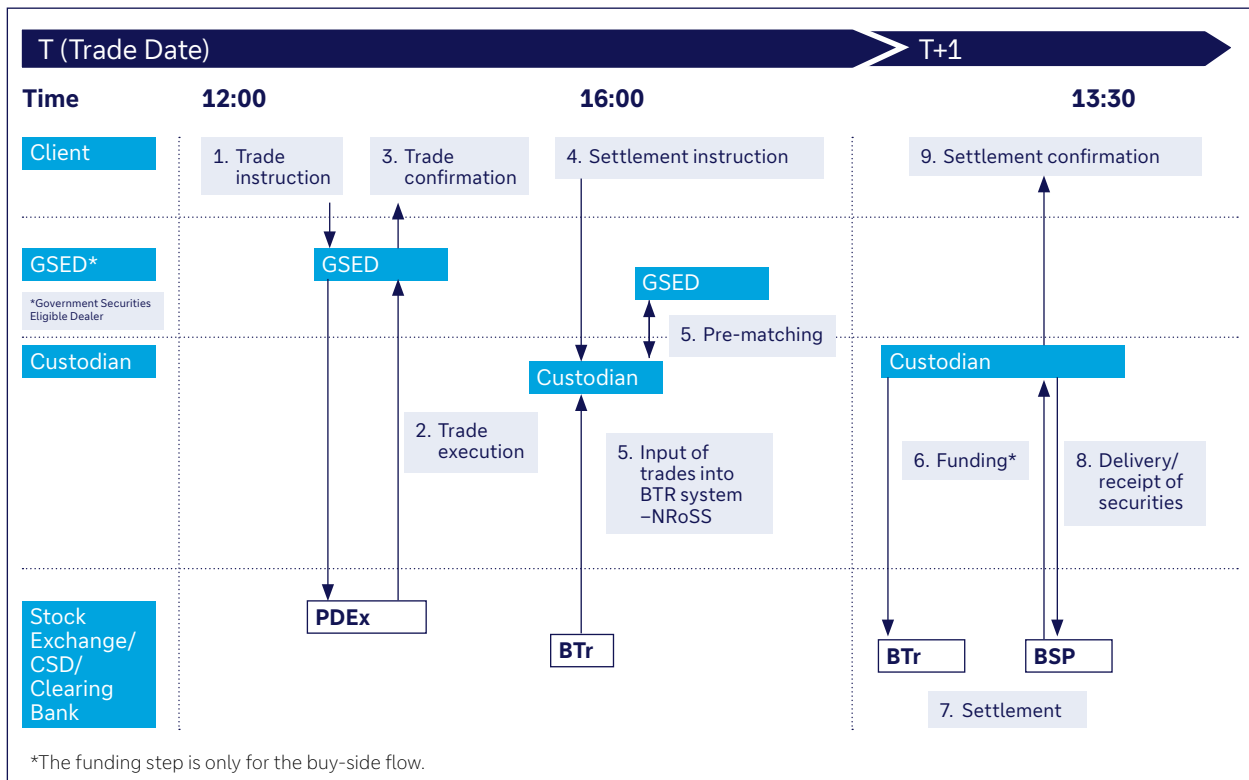 T (Trade Date)
T+1
Time
12:00
16:00
13:30
Client
1. Trade
instruction
3. Trade
confirmation
4. Settlement instruction
9. Settlement confirmation
GSED*
*Government Securities
Eligible Dealer
GSED
GSED
5. Pre-matching
Custodian
Custodian
Custodian
2. Trade
execution
5. Input of
trades into
BTR system
–NRoSS
6. Funding*
8. Delivery/
receipt of
securities
Stock
Exchange/
CSD/
Clearing
Bank
PDEx
BTr
BTr
BSP
7. Settlement
*The funding step is only for the buy-side flow.